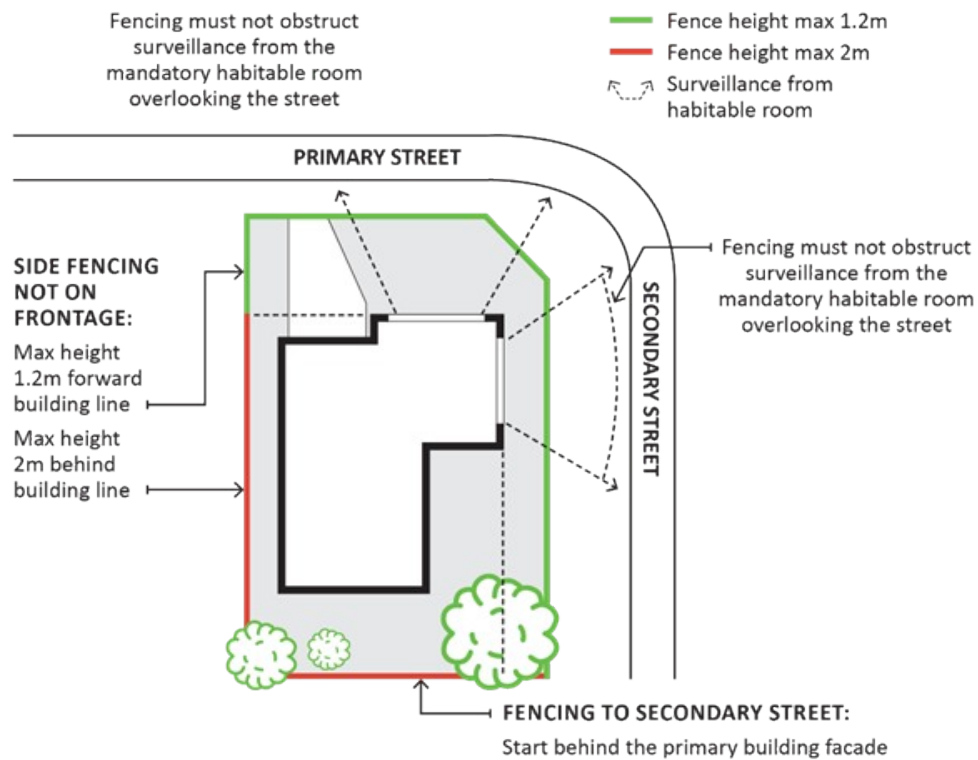 Fencing must not obstruct
surveillance from the
mandatory habitable room
overlooking the street
Fence height max 1.2m
Fence height max 2m
Surveillance from
habitable room
PRIMARY STREET
SIDE FENCING
NOT ON
FRONTAGE:
Max height
1.2m forward
building line
Max height
2m behind
building line
Fencing must not obstruct
surveillance from the
mandatory habitable room
overlooking the street
SECONDARY STREET
FENCING TO SECONDARY STREET:
Start behind the primary building facade